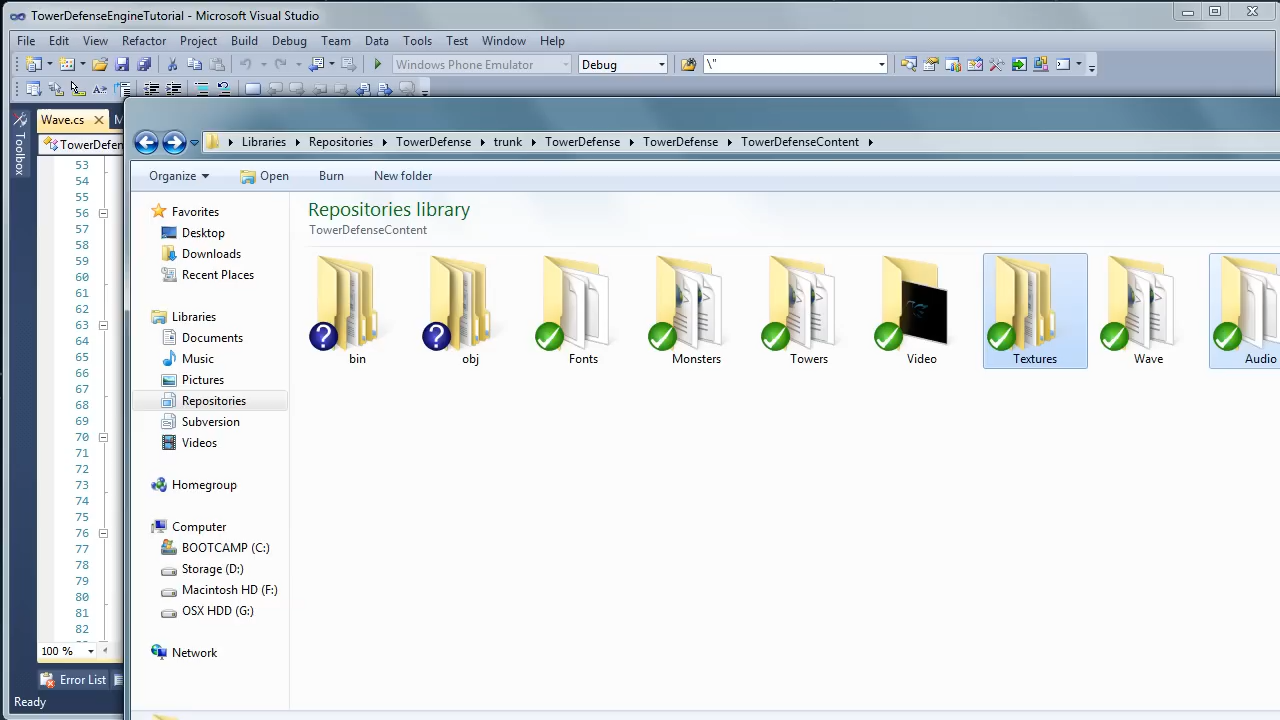 TowerDefenseEngineTutorial - Microsoft Visual Studio
File Edit View Refactor Project Build Debug Team Data Tools Test Window Help
Windows Phone Emulator Debug \"
Wave.cs M
TowerDefen
Toolbox
Libraries Repositories TowerDefense trunk TowerDefense TowerDefense TowerDefenseContent
Organize Open Burn New folder
Favorites
Desktop
Downloads
Recent Places
Libraries
Documents
Music
Pictures
Repositories
Subversion
Videos
Homegroup
Computer
BOOTCAMP (C:)
Storage (D:)
Macintosh HD (F:)
OSX HDD (G:)
Network
Repositories library
TowerDefenseContent
bin obj Fonts Monsters Towers Video Textures Wave Audio
53
54
55
56
57
58
59
60
61
62
63
64
65
66
67
68
69
70
71
72
73
74
75
76
77
78
79
80
81
82
100 %
Error List
Ready